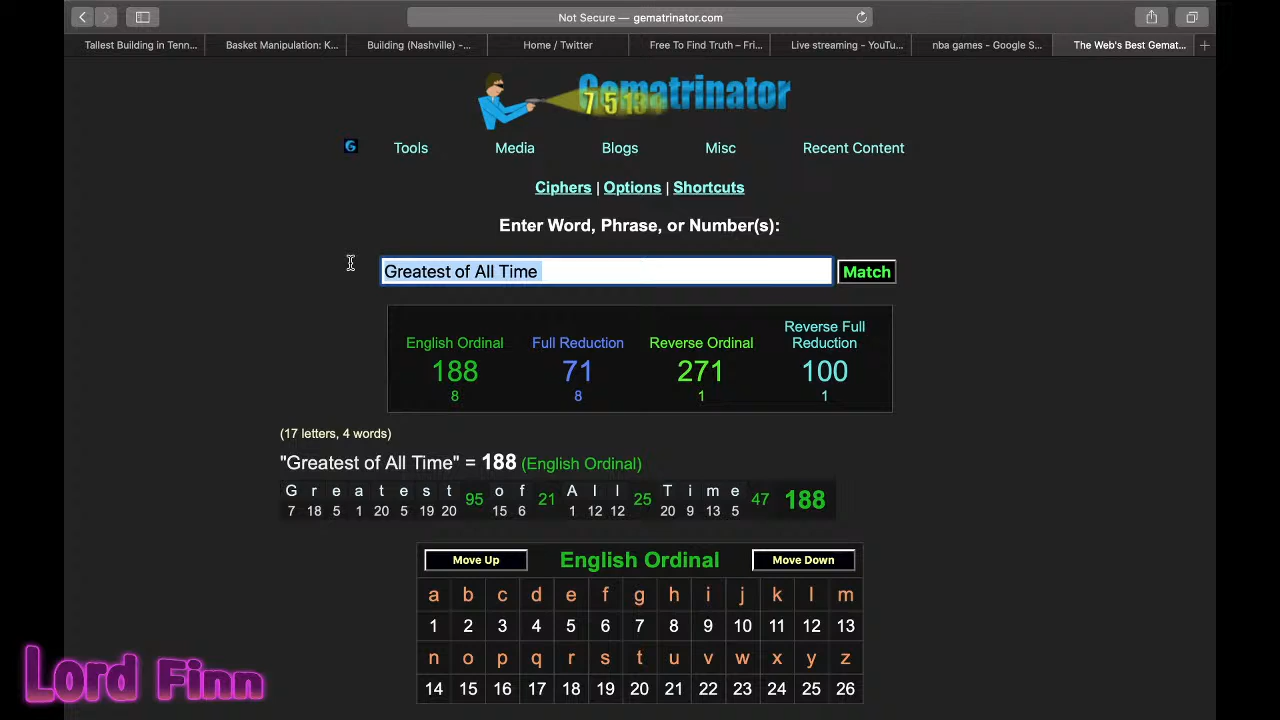 Not Secure — gematrinator.com
Tallest Building in Tenn...
Basket Manipulation: K...
Building (Nashville) -...
Home / Twitter
Free To Find Truth – Fri...
Live streaming - YouTu...
nba games - Google S...
The Web's Best Gemat...
Gematrinator
7 5 13
G
Tools
Media
Blogs
Misc
Recent Content
Ciphers | Options | Shortcuts
Enter Word, Phrase, or Number(s):
Greatest of All Time
Match
English Ordinal Full Reduction Reverse Ordinal Reverse Full Reduction
188 71 271 100
8 8 1 1
(17 letters, 4 words)
"Greatest of All Time" = 188 (English Ordinal)
G r e a t e s t 95 o f 21 A l l 25 T i m e 47 188
7 18 5 1 20 5 19 20 15 6 1 12 12 20 9 13 5
Move Up English Ordinal Move Down
a b c d e f g h i j k l m
1 2 3 4 5 6 7 8 9 10 11 12 13
n o p q r s t u v w x y z
14 15 16 17 18 19 20 21 22 23 24 25 26
Lord Finn